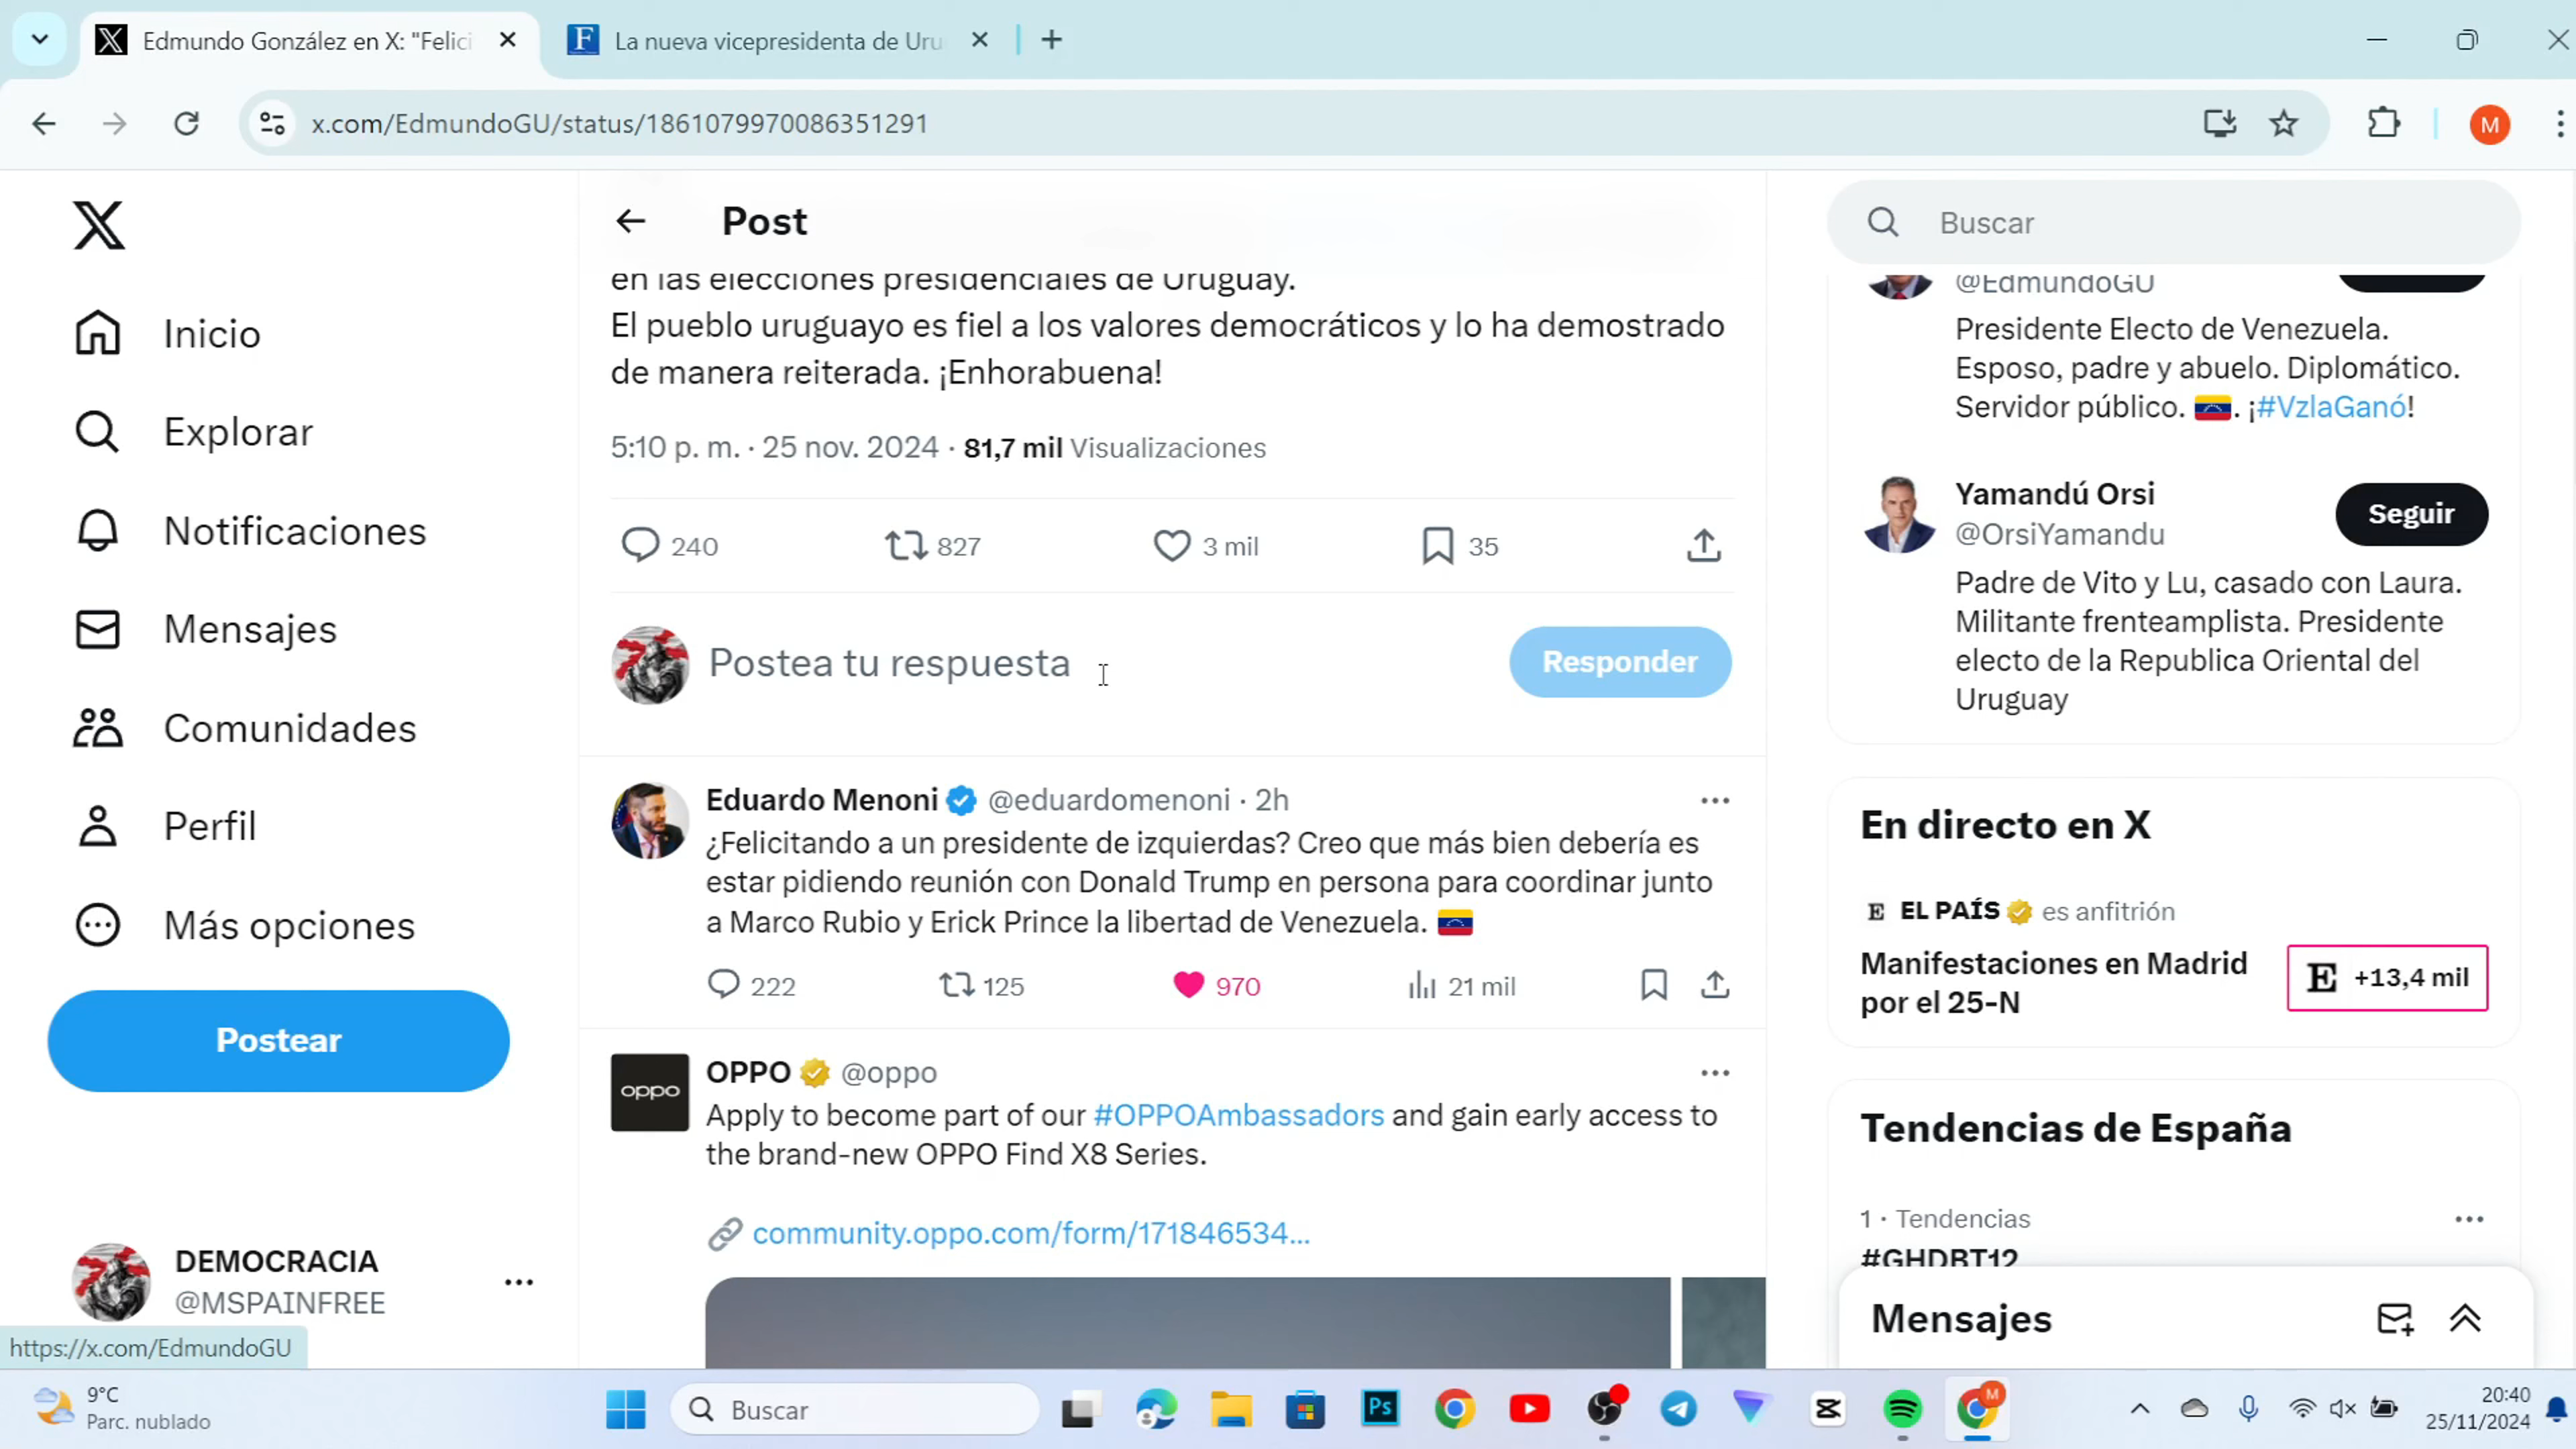 Edmundo González en X: "Felici
La nueva vicepresidenta de Uru
x.com/EdmundoGU/status/1861079970086351291
M
Inicio
Explorar
Notificaciones
Mensajes
Comunidades
Perfil
Más opciones
Postear
DEMOCRACIA
@MSPAINFREE
https://x.com/EdmundoGU
Post
en las elecciones presidenciales de Uruguay.
El pueblo uruguayo es fiel a los valores democráticos y lo ha demostrado
de manera reiterada. ¡Enhorabuena!
5:10 p. m. · 25 nov. 2024 · 81,7 mil Visualizaciones
240 827 3 mil 35
Postea tu respuesta
Responder
Eduardo Menoni @eduardomenoni · 2h
¿Felicitando a un presidente de izquierdas? Creo que más bien debería es
estar pidiendo reunión con Donald Trump en persona para coordinar junto
a Marco Rubio y Erick Prince la libertad de Venezuela.
222 125 970 21 mil
oppo
OPPO @oppo
Apply to become part of our #OPPOAmbassadors and gain early access to
the brand-new OPPO Find X8 Series.
community.oppo.com/form/171846534...
Buscar
@EdmundoGU
Presidente Electo de Venezuela.
Esposo, padre y abuelo. Diplomático.
Servidor público. . ¡#VzlaGanó!
Yamandú Orsi
@OrsiYamandu
Seguir
Padre de Vito y Lu, casado con Laura.
Militante frenteamplista. Presidente
electo de la Republica Oriental del
Uruguay
En directo en X
E EL PAÍS es anfitrión
Manifestaciones en Madrid
por el 25-N
E +13,4 mil
Tendencias de España
1 · Tendencias
#GHDBT12
Mensajes
9°C
Parc. nublado
Buscar
Ps
M
20:40
25/11/2024